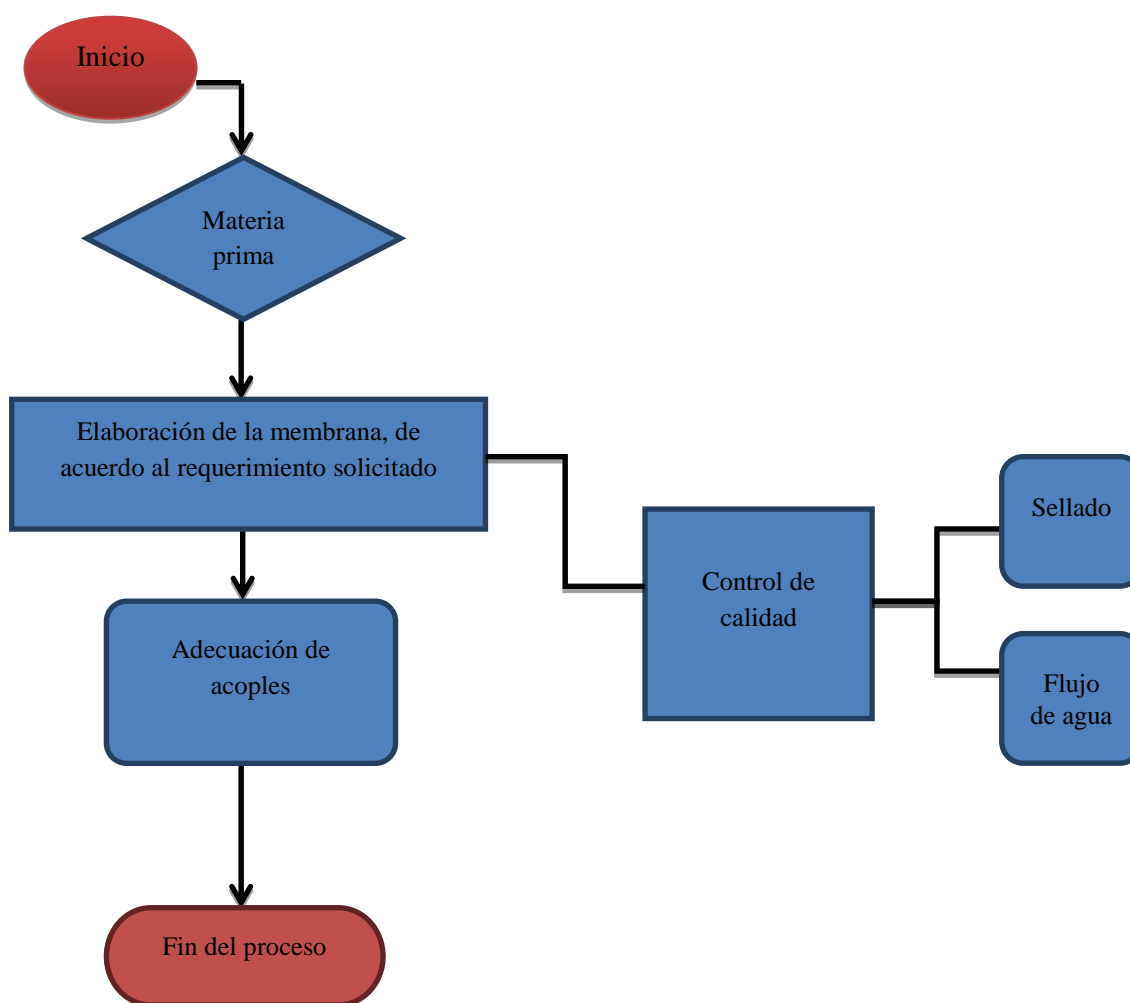 Inicio
Materia
prima
Elaboración de la membrana, de
acuerdo al requerimiento solicitado
Sellado
Control de
calidad
Adecuación de
acoples
Flujo
de agua
Fin del proceso